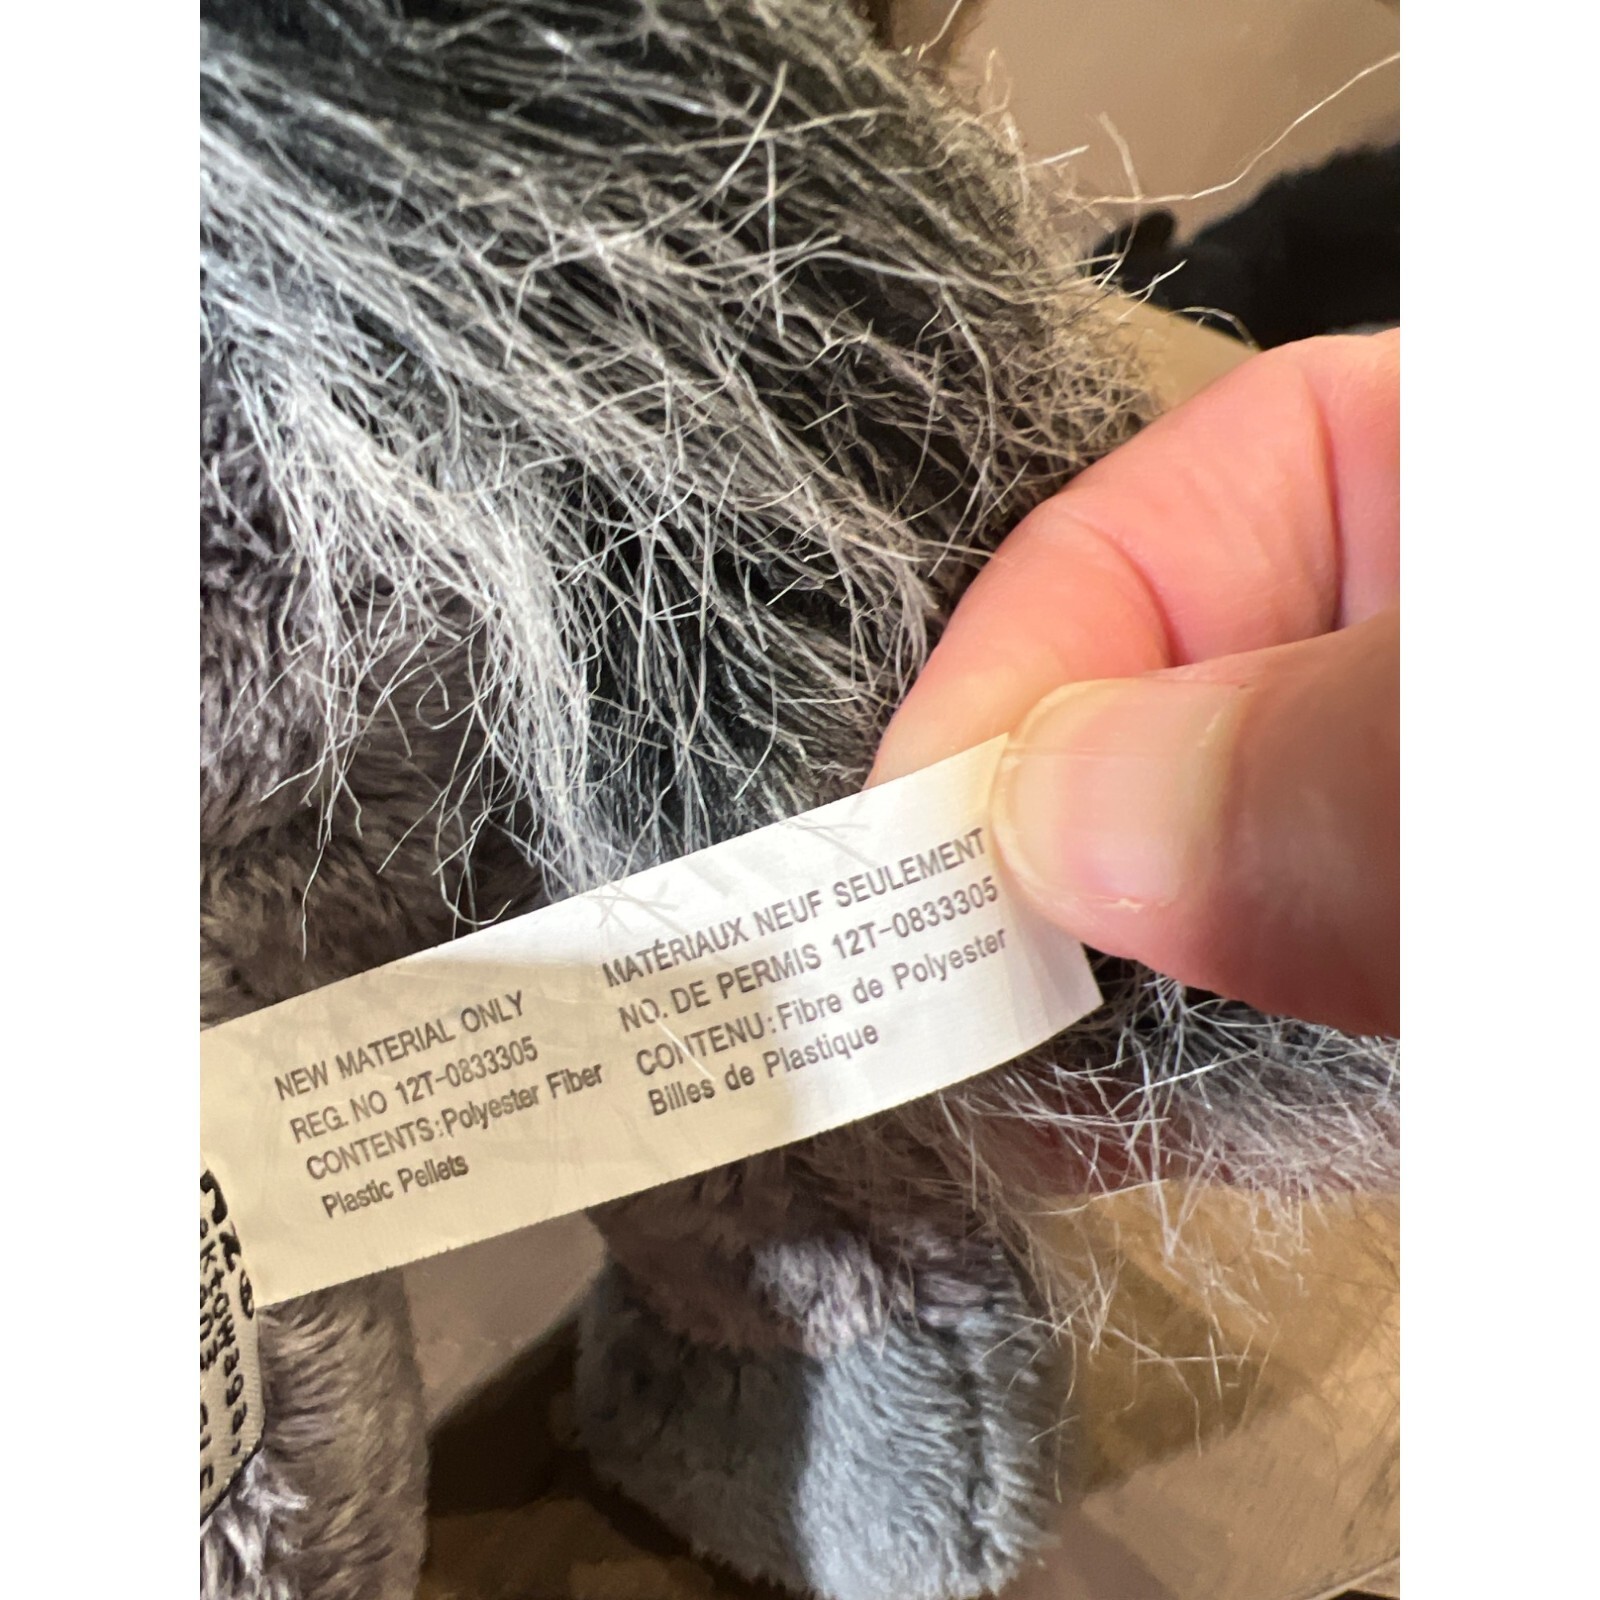 NEW MATERIAL ONLY
REG. NO 12T-0833305
CONTENTS:Polyester Fiber
Plastic Pellets
MATÉRIAUX NEUF SEULEMENT
NO. DE PERMIS 12T-0833305
CONTENU:Fibre de Polyester
Billes de Plastique